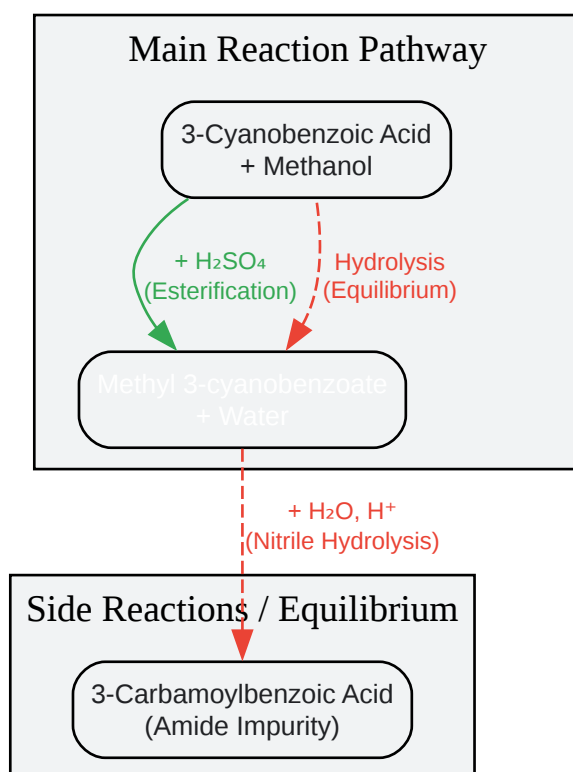 Main Reaction Pathway
3-Cyanobenzoic Acid
+ Methanol
+ H₂SO₄
(Esterification)
Hydrolysis
(Equilibrium)
Methyl 3-cyanobenzoate
+ Water
+ H₂O, H⁺
(Nitrile Hydrolysis)
Side Reactions / Equilibrium
3-Carbamoylbenzoic Acid
(Amide Impurity)